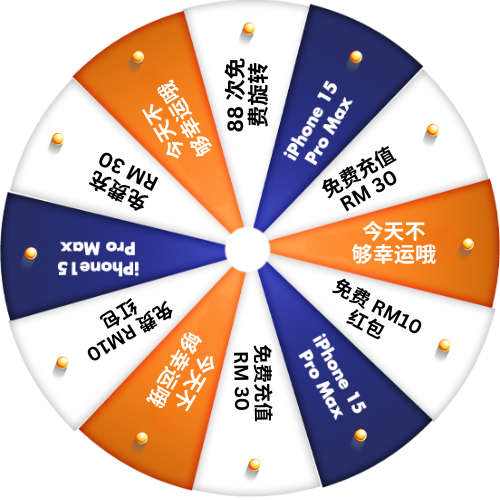 88 次免
费旋转
iPhone 15
Pro Max
免费充值
RM 30
今天不
够幸运哦
免费 RM10
红包
iPhone 15
Pro Max
免费充值
RM 30
今天不
够幸运哦
免费 RM10
红包
iPhone15
Pro Max
免费充
RM 30
今天不
够幸运哦